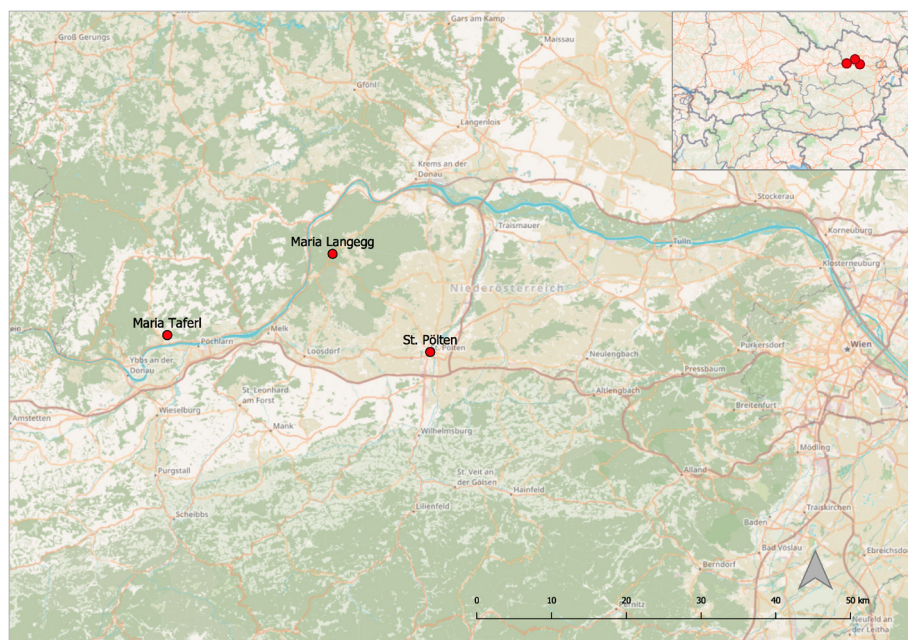 Gars am Kamp
Groß Gerungs
Maissau
Gföhl
Langenlois
Krems an der
Donau
Stockerau
Traismauer
Korneuburg
Maria Langegg
Tulln
Klosterneuburg
Niederösterreich
Maria Taferl
Melk
Pöchlarn
St. Pölten
Pölten
Wien
Purkersdorf
Loosdorf
Neulengbach
Ybbs an der
Donau
Pressbaum
St. Leonhard
am Forst
Altlengbach
Wieselburg
Breitenfurt
Amstetten
Mank
Wilhelmsburg
Mödling
Purgstall
St. Veit an
der Gölsen
Alland
Hainfeld
Lilienfeld
Traiskirchen
Scheibbs
Baden
Bad Vöslau
Ebreichsdo
Berndorf
0 10 20 30 40 50 km
Pernitz
Neufeld an
der Leitha